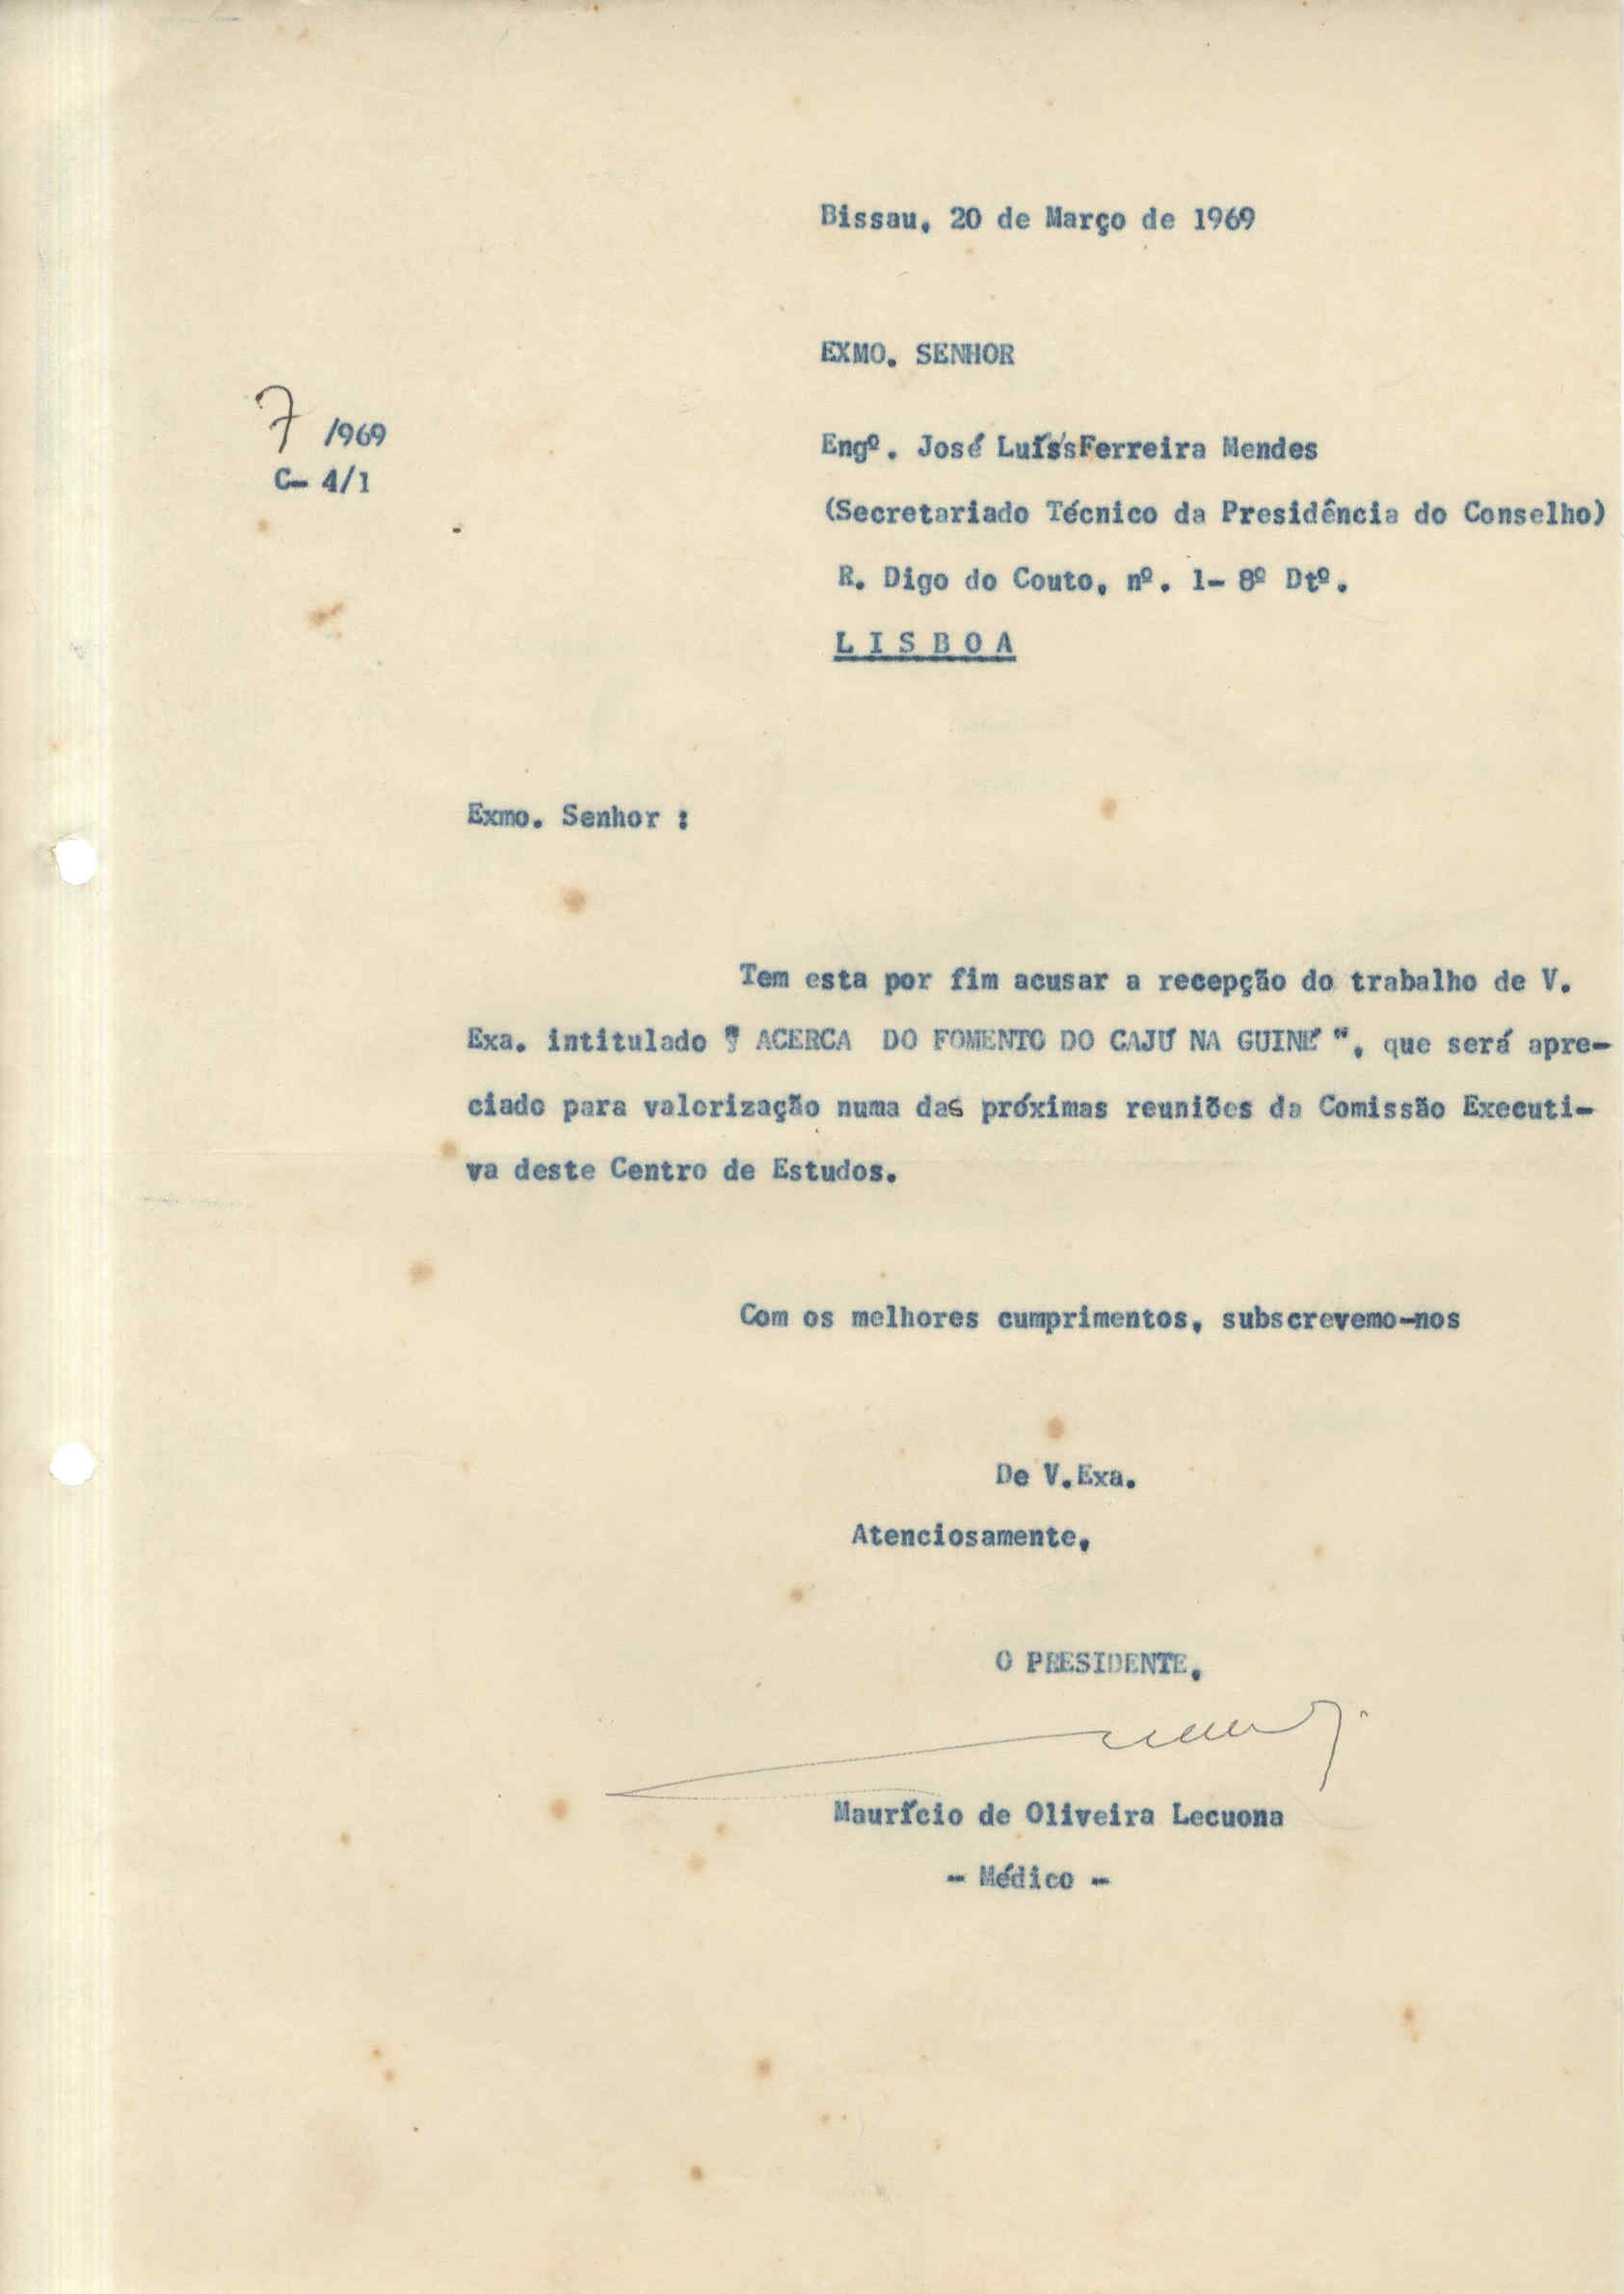 Bissau, 20 de Março de 1969
EXMO. SENHOR
7 /969
C- 4/1
Engº. José Luís Ferreira Mendes
(Secretariado Técnico da Presidência do Conselho)
R. Digo do Couto, nº. 1- 8º Dtº.
L I S B O A
Exmo. Senhor :
Tem esta por fim acusar a recepção do trabalho de V.
Exa. intitulado " ACERCA DO FOMENTO DO CAJÚ NA GUINÉ ", que será apre-
ciado para valorização numa das próximas reuniões da Comissão Executi-
va deste Centro de Estudos.
Com os melhores cumprimentos, subscrevemo-nos
De V.Exa.
Atenciosamente,
O PRESIDENTE,
Maurício de Oliveira Lecuona
- Médico -